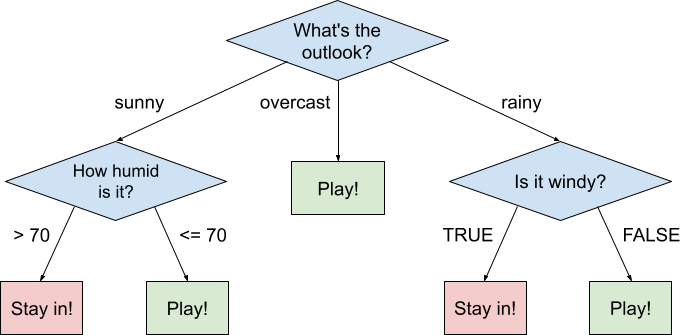 What's the
outlook?
sunny
overcast
rainy
How humid
is it?
Play!
Is it windy?
> 70
<= 70
TRUE
FALSE
Stay in!
Play!
Stay in!
Play!